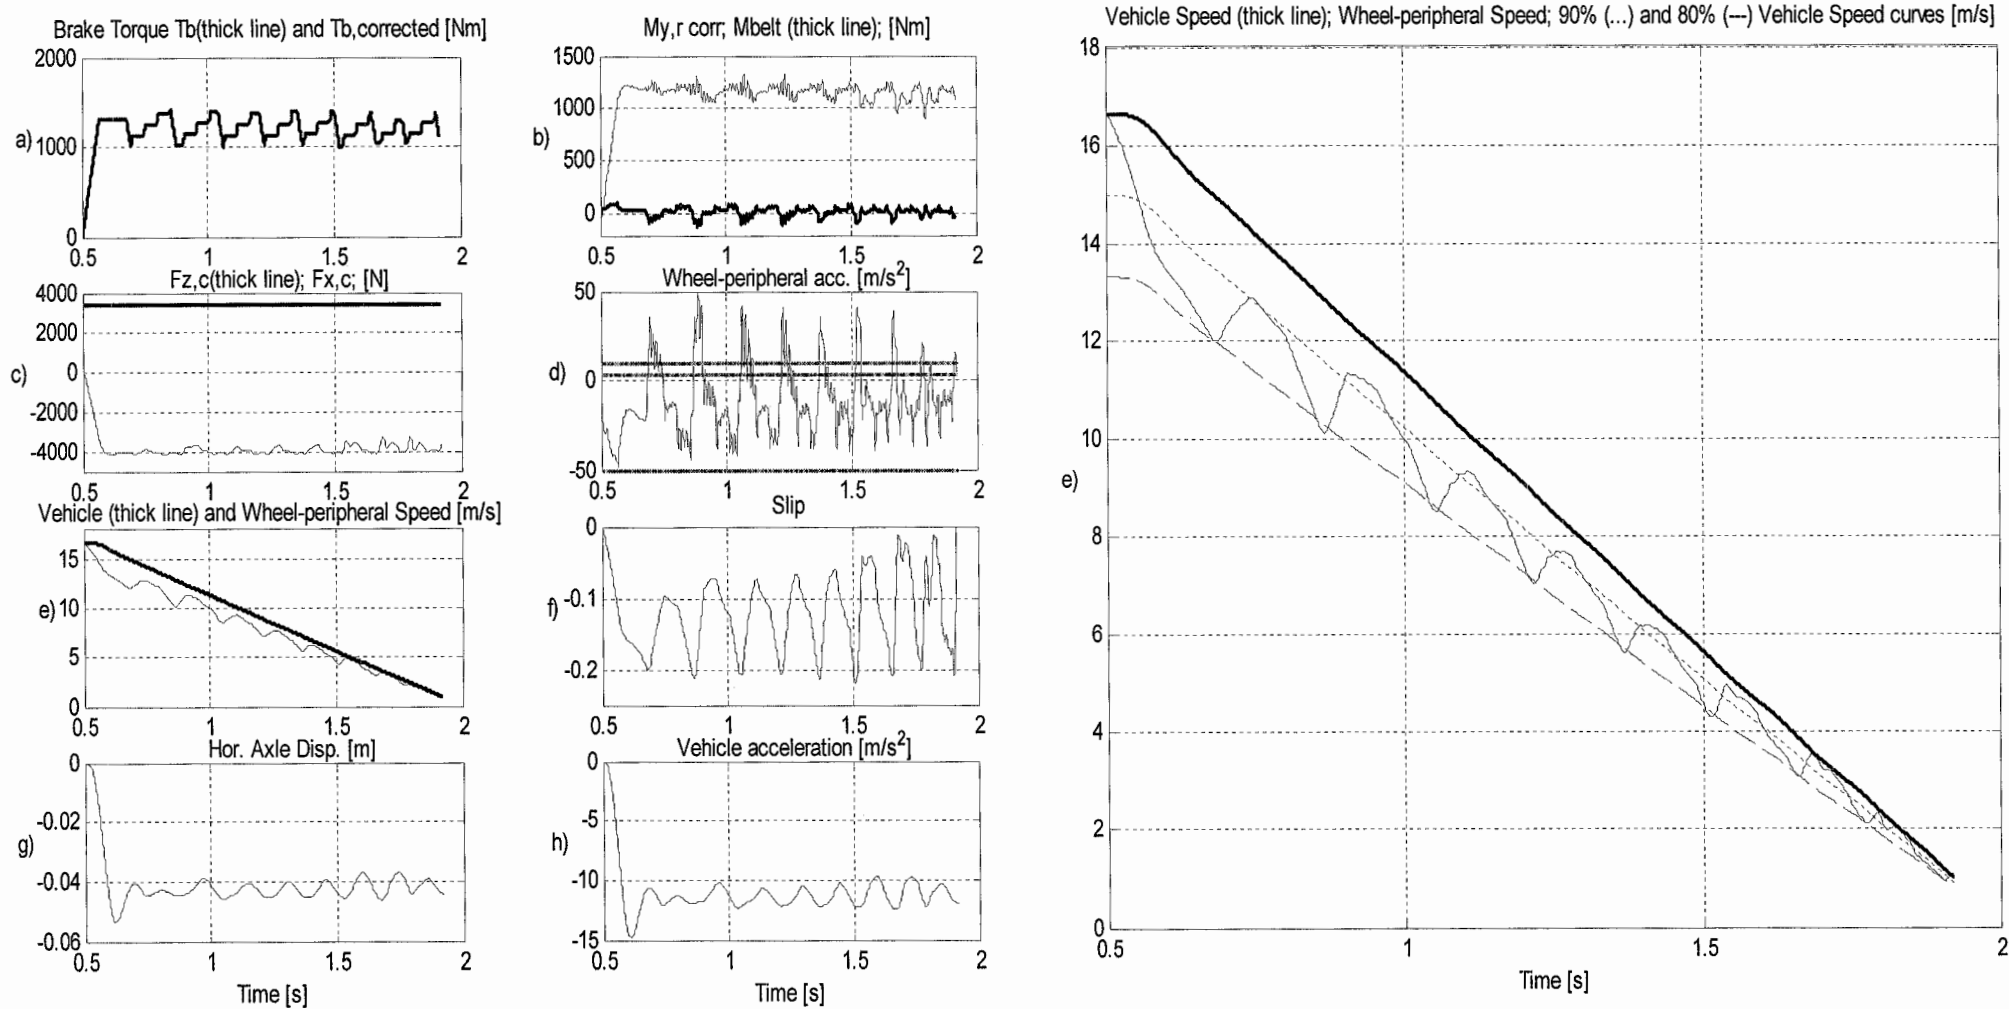 Brake Torque Tb(thick line) and Tb,corrected [Nm]
2000
1000
0
a)
0.5 1 1.5 2
My,r corr; Mbelt (thick line); [Nm]
1500
1000
500
0
b)
0.5 1 1.5 2
Fz,c(thick line); Fx,c; [N]
4000
2000
0
-2000
-4000
c)
0.5 1 1.5 2
Wheel-peripheral acc. [m/s2]
50
0
-50
d)
0.5 1 1.5 2
Vehicle (thick line) and Wheel-peripheral Speed [m/s]
15
10
5
0
e)
0.5 1 1.5 2
Slip
0
-0.1
-0.2
f)
0.5 1 1.5 2
Hor. Axle Disp. [m]
0
-0.02
-0.04
-0.06
g)
0.5 1 1.5 2
Time [s]
Vehicle acceleration [m/s2]
0
-5
-10
-15
h)
0.5 1 1.5 2
Time [s]
Vehicle Speed (thick line); Wheel-peripheral Speed; 90% (...) and 80% (---) Vehicle Speed curves [m/s]
18
16
14
12
10
8
6
4
2
0
e)
0.5 1 1.5 2
Time [s]